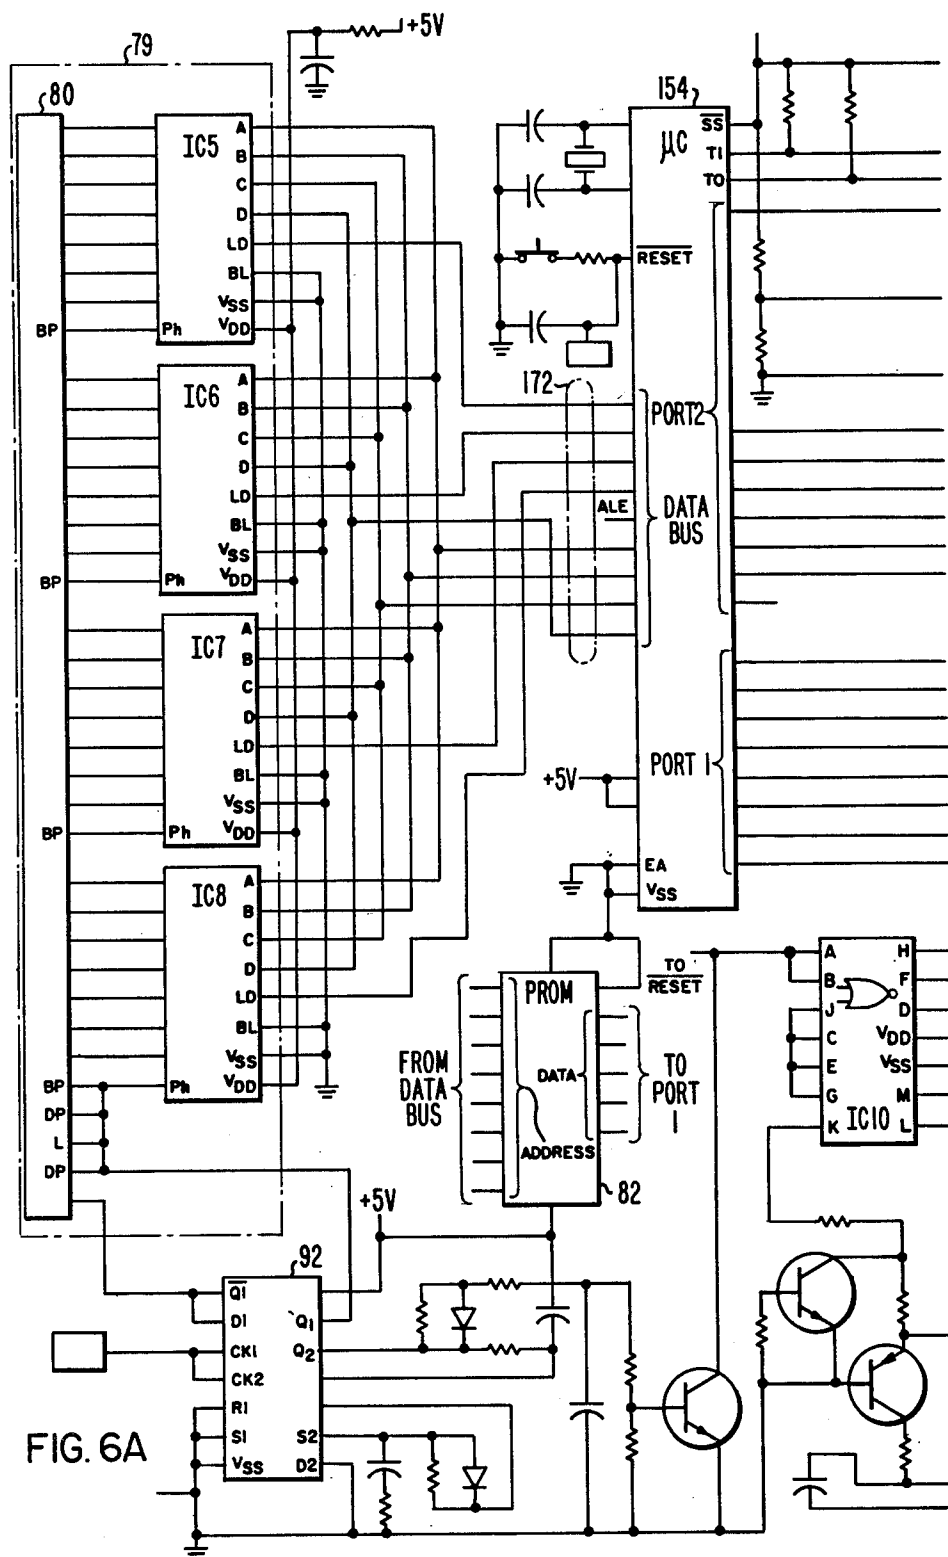 79
+5V
80
154
IC5
A
B
C
D
LD
BL
VSS
VDD
BP
Ph
μC
SS
T1
TO
RESET
172
PORT2
IC6
A
B
C
D
LD
BL
VSS
VDD
BP
Ph
ALE
DATA
BUS
IC7
A
B
C
D
LD
BL
VSS
VDD
BP
Ph
+5V
PORT 1
EA
VSS
IC8
A
B
C
D
LD
BL
VSS
VDD
BP
Ph
DP
L
DP
PROM
TO
RESET
FROM
DATA
BUS
DATA
ADDRESS
TO
PORT
1
82
A
B
J
C
E
G
K
H
F
D
VDD
VSS
M
L
IC10
+5V
92
Q1
D1
CK1
CK2
R1
S1
VSS
Q1
Q2
S2
D2
FIG. 6A